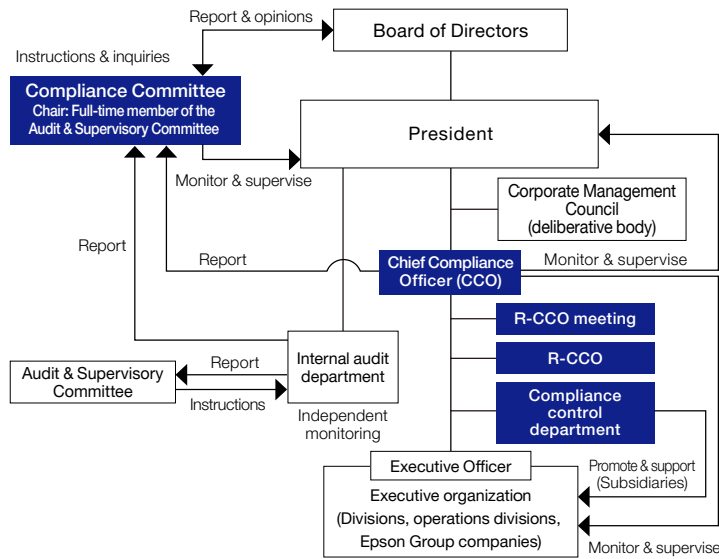 Report & opinions
Board of Directors
Instructions & inquiries
Compliance Committee
Chair: Full-time member of the
Audit & Supervisory Committee
President
Monitor & supervise
Corporate Management
Council
(deliberative body)
Report
Report
Chief Compliance
Officer (CCO)
Monitor & supervise
R-CCO meeting
R-CCO
Internal audit
department
Audit & Supervisory
Committee
Report
Instructions
Independent
monitoring
Compliance
control
department
Executive Officer
Promote & support
(Subsidiaries)
Executive organization
(Divisions, operations divisions,
Epson Group companies)
Monitor & supervise